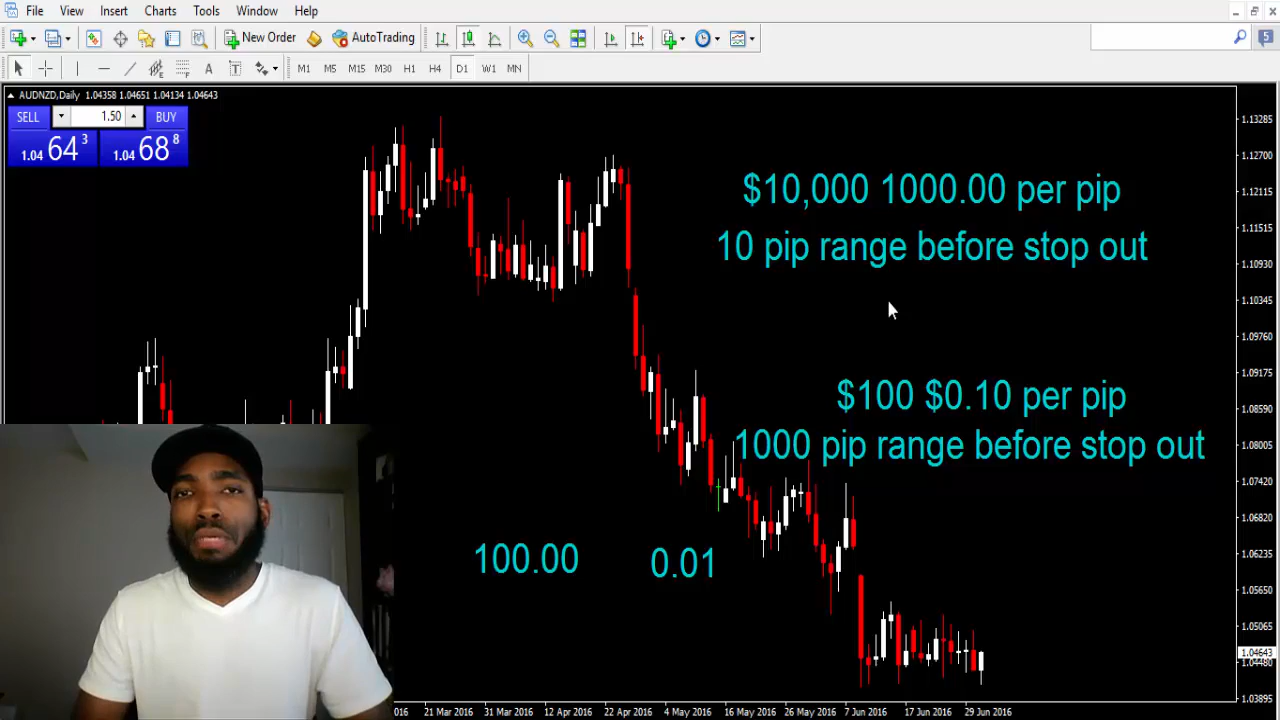 File View Insert Charts Tools Window Help
New Order AutoTrading
5
A T M1 M5 M15 M30 H1 H4 D1 W1 MN
AUDNZD,Daily 1.04358 1.04651 1.04134 1.04643
SELL 1.50 BUY
1.04 64 3 1.04 68 8
$10,000 1000.00 per pip
10 pip range before stop out
$100 $0.10 per pip
1000 pip range before stop out
100.00 0.01
1.13285
1.12700
1.12115
1.11515
1.10930
1.10345
1.09760
1.09175
1.08590
1.08005
1.07420
1.06820
1.06235
1.05650
1.05065
1.04643
1.04480
1.03895
016 21 Mar 2016 31 Mar 2016 12 Apr 2016 22 Apr 2016 4 May 2016 16 May 2016 26 May 2016 7 Jun 2016 17 Jun 2016 29 Jun 2016